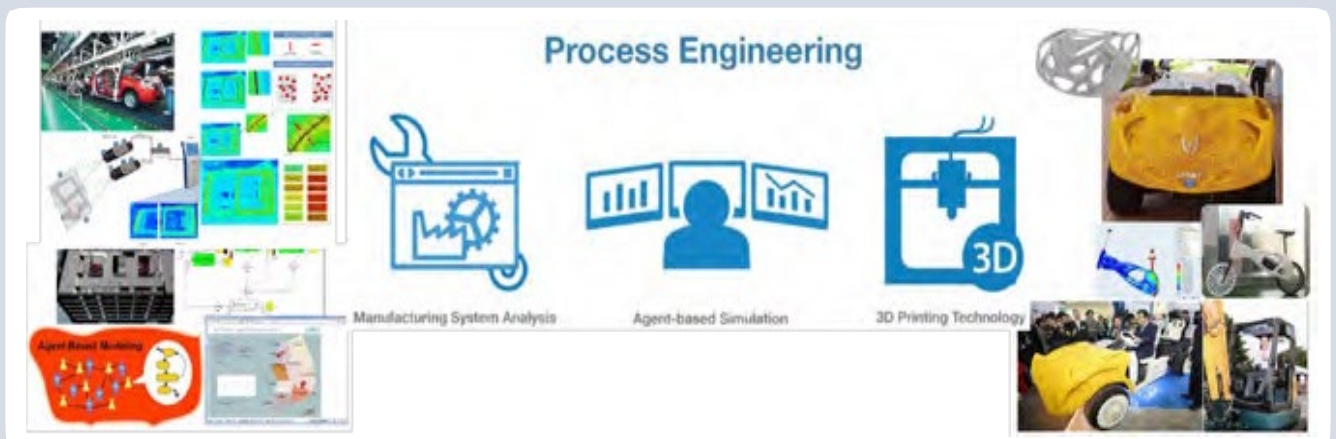 Process Engineering
3D
Manufacturing System Analysis
Agent-based Simulation
3D Printing Technology
Agent-Based Modeling